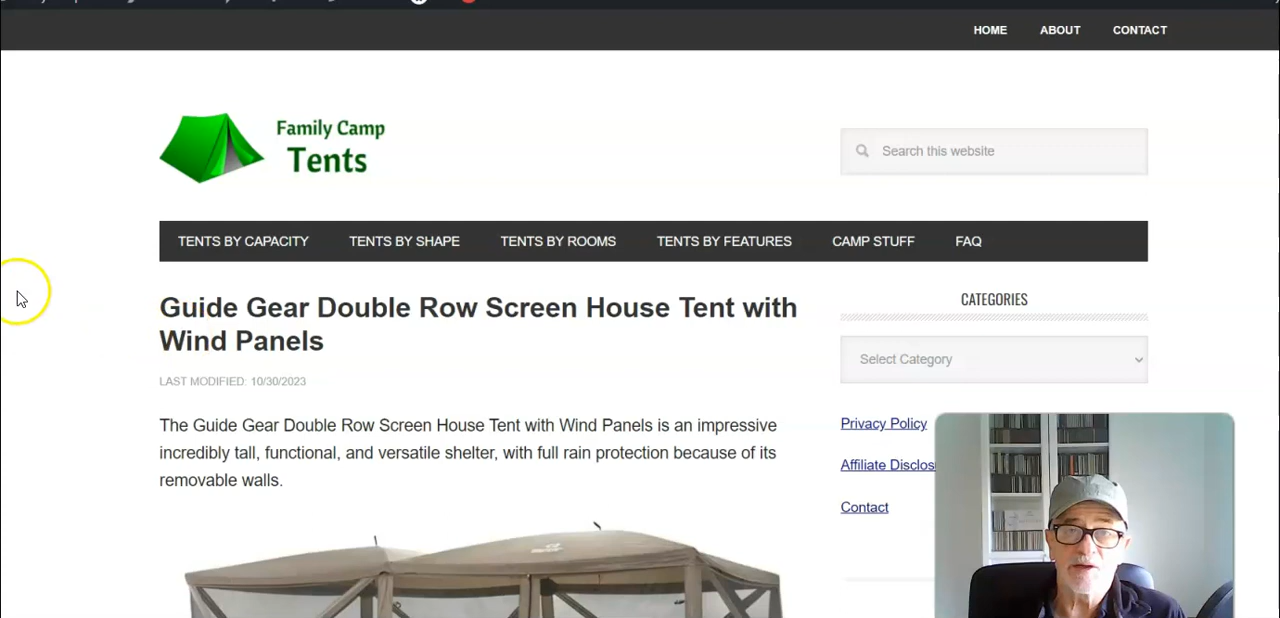 HOME ABOUT CONTACT
Family Camp
Tents
Search this website
TENTS BY CAPACITY TENTS BY SHAPE TENTS BY ROOMS TENTS BY FEATURES CAMP STUFF FAQ
Guide Gear Double Row Screen House Tent with
Wind Panels
LAST MODIFIED: 10/30/2023
The Guide Gear Double Row Screen House Tent with Wind Panels is an impressive
incredibly tall, functional, and versatile shelter, with full rain protection because of its
removable walls.
CATEGORIES
Select Category
Privacy Policy
Affiliate Disclos
Contact